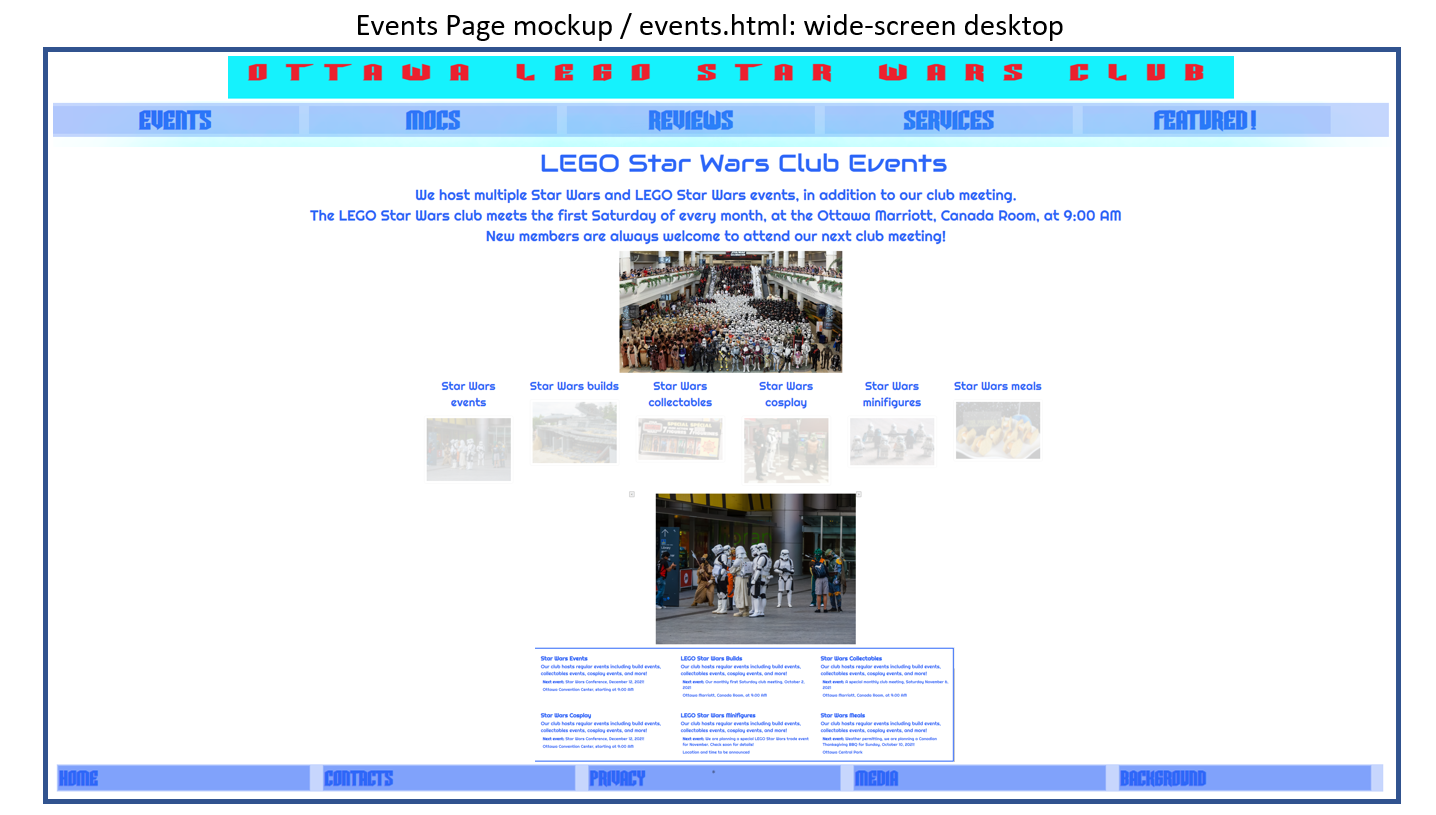 Events Page mockup / events.html: wide-screen desktop
OTTAWA LEGO STAR WARS CLUB
EVENTS MOCS REVIEWS SERVICES FEATURED!
LEGO Star Wars Club Events
We host multiple Star Wars and LEGO Star Wars events, in addition to our club meeting.
The LEGO Star Wars club meets the first Saturday of every month, at the Ottawa Marriott, Canada Room, at 9:00 AM
New members are always welcome to attend our next club meeting!
Star Wars
events
Star Wars builds
Star Wars
collectables
Star Wars
cosplay
Star Wars
minifigures
Star Wars meals
Star Wars Events
Our club hosts regular events including build events,
collectables events, cosplay events, and more!
Next event: Star Wars Conference, December 12, 2021!
Ottawa Convention Center, starting at 9:00 AM
LEGO Star Wars Builds
Our club hosts regular events including build events,
collectables events, cosplay events, and more!
Next event: Our monthly first Saturday club meeting, October 2,
2021
Ottawa Marriott, Canada Room, at 9:00 AM
Star Wars Collectables
Our club hosts regular events including build events,
collectables events, cosplay events, and more!
Next event: A special monthly club meeting, Saturday November 6,
2021
Ottawa Marriott, Canada Room, at 9:00 AM
Star Wars Cosplay
Our club hosts regular events including build events,
collectables events, cosplay events, and more!
Next event: Star Wars Conference, December 12, 2021!
Ottawa Convention Center, starting at 9:00 AM
LEGO Star Wars Minifigures
Our club hosts regular events including build events,
collectables events, cosplay events, and more!
Next event: We are planning a special LEGO Star Wars trade event
for November. Check soon for details!
Location and time to be announced
Star Wars Meals
Our club hosts regular events including build events,
collectables events, cosplay events, and more!
Next event: Weather permitting, we are planning a Canadian
Thanksgiving BBQ for Sunday, October 10, 2021!
Ottawa Central Park
HOME CONTACTS PRIVACY MEDIA BACKGROUND